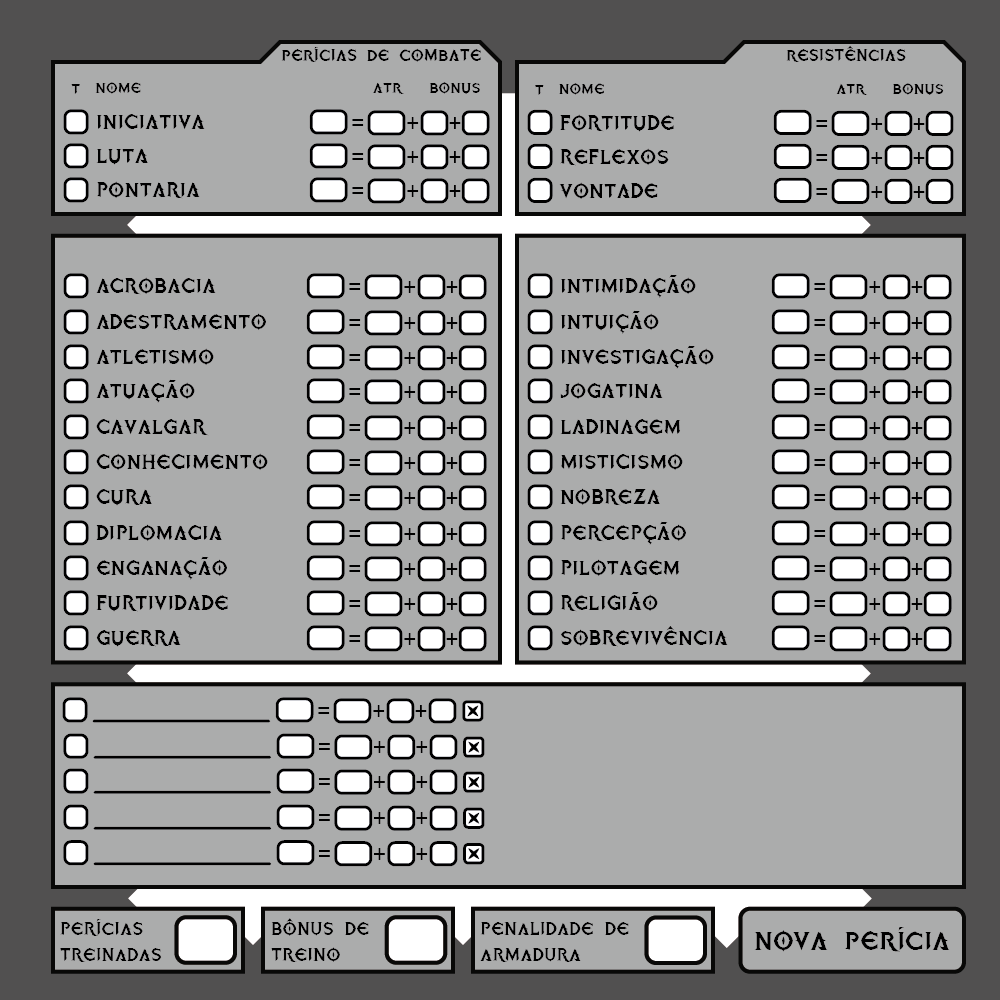 PERÍCIAS DE COMBATE
T NOME ATR BÔNUS
INICIATIVA = + +
LUTA = + +
PONTARIA = + +
RESISTÊNCIAS
T NOME ATR BÔNUS
FORTITUDE = + +
REFLEXOS = + +
VONTADE = + +
ACROBACIA = + +
ADESTRAMENTO = + +
ATLETISMO = + +
ATUAÇÃO = + +
CAVALGAR = + +
CONHECIMENTO = + +
CURA = + +
DIPLOMACIA = + +
ENGANAÇÃO = + +
FURTIVIDADE = + +
GUERRA = + +
INTIMIDAÇÃO = + +
INTUIÇÃO = + +
INVESTIGAÇÃO = + +
JOGATINA = + +
LADINAGEM = + +
MISTICISMO = + +
NOBREZA = + +
PERCEPÇÃO = + +
PILOTAGEM = + +
RELIGIÃO = + +
SOBREVIVÊNCIA = + +
= + +
= + +
= + +
= + +
= + +
PERÍCIAS
TREINADAS
BÔNUS DE
TREINO
PENALIDADE DE
ARMADURA
NOVA PERÍCIA